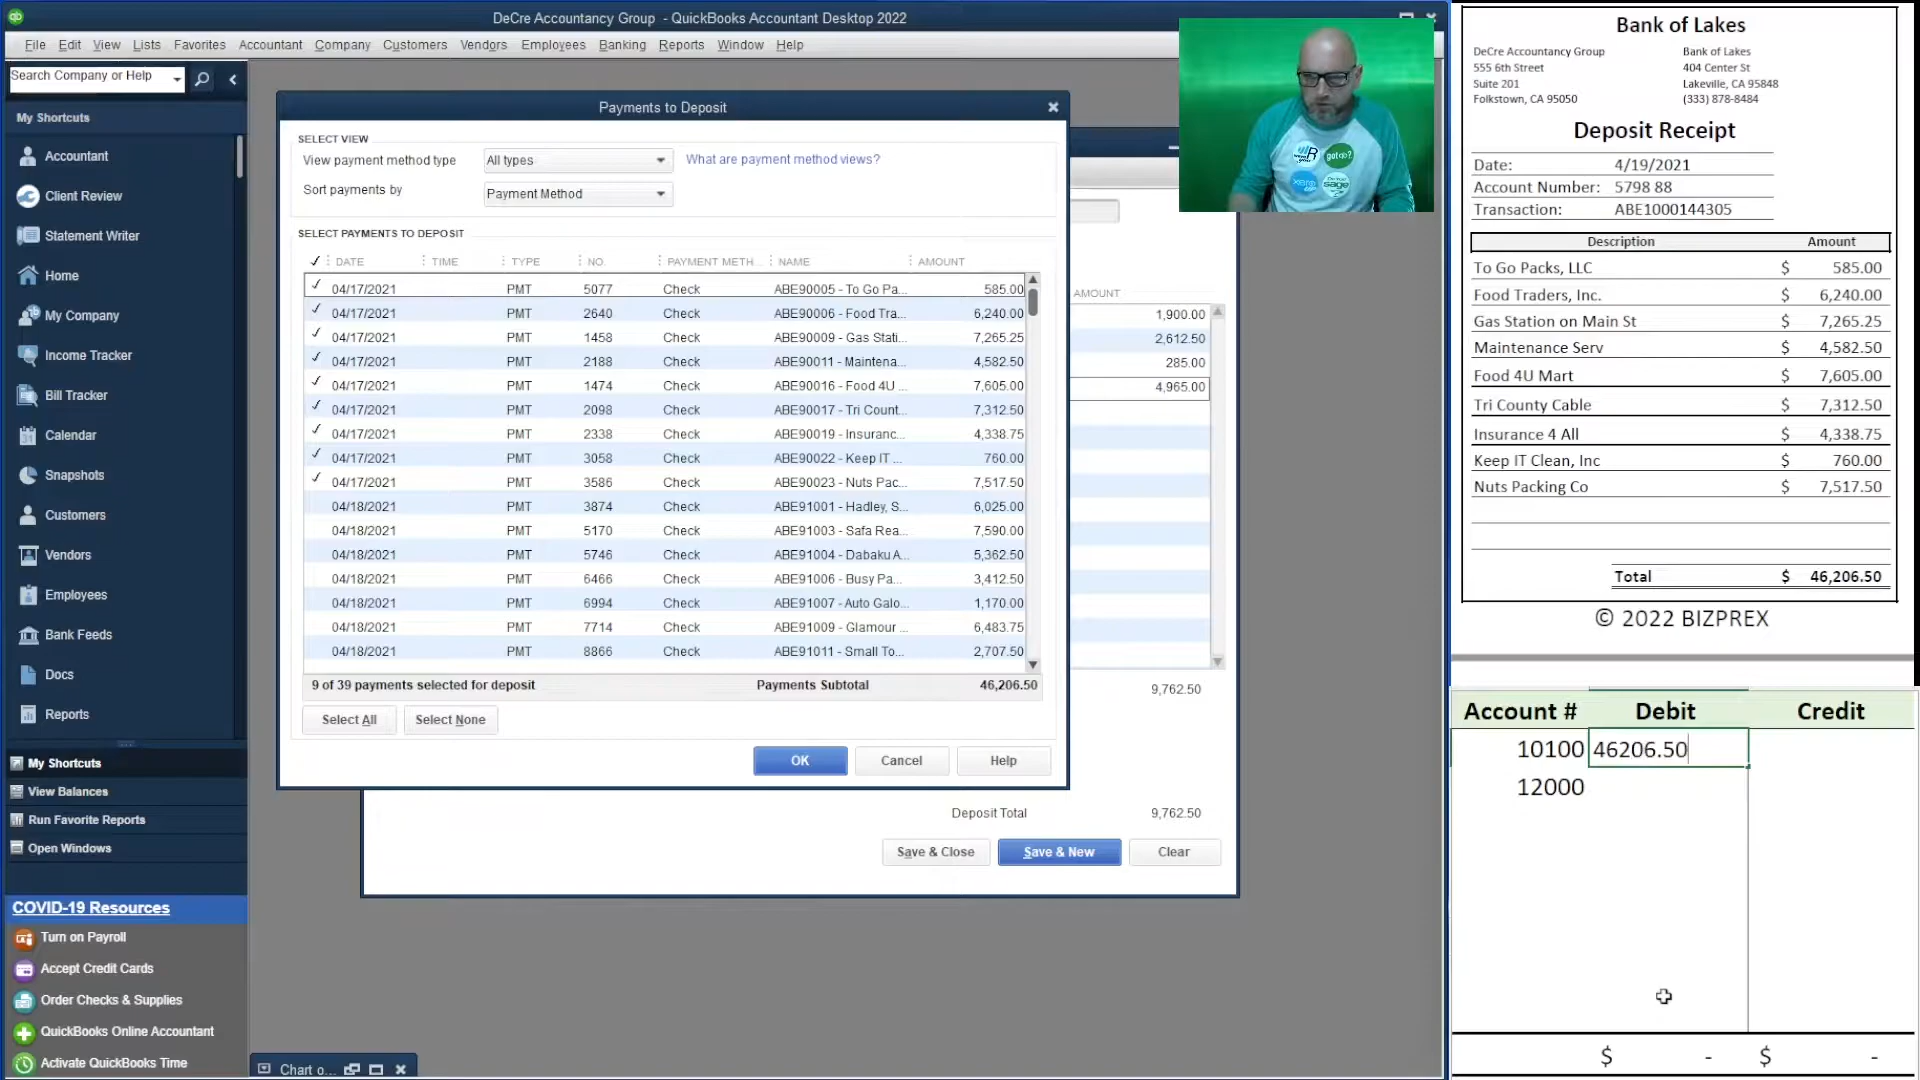 DeCre Accountancy Group - QuickBooks Accountant Desktop 2022
File Edit View Lists Favorites Accountant Company Customers Vendors Employees Banking Reports Window Help
Search Company or Help
My Shortcuts
Accountant
Client Review
Statement Writer
Home
My Company
Income Tracker
Bill Tracker
Calendar
Snapshots
Customers
Vendors
Employees
Bank Feeds
Docs
Reports
My Shortcuts
View Balances
Run Favorite Reports
Open Windows
COVID-19 Resources
Turn on Payroll
Accept Credit Cards
Order Checks & Supplies
QuickBooks Online Accountant
Activate QuickBooks Time
Payments to Deposit
SELECT VIEW
View payment method type All types What are payment method views?
Sort payments by Payment Method
SELECT PAYMENTS TO DEPOSIT
DATE TIME TYPE NO. PAYMENT METH... NAME AMOUNT
04/17/2021 PMT 5077 Check ABE90005 - To Go Pa... 585.00
04/17/2021 PMT 2640 Check ABE90006 - Food Tra... 6,240.00
04/17/2021 PMT 1458 Check ABE90009 - Gas Stati... 7,265.25
04/17/2021 PMT 2188 Check ABE90011 - Maintena... 4,582.50
04/17/2021 PMT 1474 Check ABE90016 - Food 4U ... 7,605.00
04/17/2021 PMT 2098 Check ABE90017 - Tri Count... 7,312.50
04/17/2021 PMT 2338 Check ABE90019 - Insuranc... 4,338.75
04/17/2021 PMT 3058 Check ABE90022 - Keep IT ... 760.00
04/17/2021 PMT 3586 Check ABE90023 - Nuts Pac... 7,517.50
04/18/2021 PMT 3874 Check ABE91001 - Hadley, S... 6,025.00
04/18/2021 PMT 5170 Check ABE91003 - Safa Rea... 7,590.00
04/18/2021 PMT 5746 Check ABE91004 - Dabaku A... 5,362.50
04/18/2021 PMT 6466 Check ABE91006 - Busy Pa... 3,412.50
04/18/2021 PMT 6994 Check ABE91007 - Auto Galo... 1,170.00
04/18/2021 PMT 7714 Check ABE91009 - Glamour ... 6,483.75
04/18/2021 PMT 8866 Check ABE91011 - Small To... 2,707.50
9 of 39 payments selected for deposit Payments Subtotal 46,206.50
Select All Select None
OK Cancel Help
AMOUNT
1,900.00
2,612.50
285.00
4,965.00
9,762.50
Deposit Total 9,762.50
Save & Close Save & New Clear
Chart o...
got db?
sage
Bank of Lakes
DeCre Accountancy Group Bank of Lakes
555 6th Street 404 Center St
Suite 201 Lakeville, CA 95848
Folkstown, CA 95050 (333) 878-8484
Deposit Receipt
Date: 4/19/2021
Account Number: 5798 88
Transaction: ABE1000144305
Description Amount
To Go Packs, LLC $ 585.00
Food Traders, Inc. $ 6,240.00
Gas Station on Main St $ 7,265.25
Maintenance Serv $ 4,582.50
Food 4U Mart $ 7,605.00
Tri County Cable $ 7,312.50
Insurance 4 All $ 4,338.75
Keep IT Clean, Inc $ 760.00
Nuts Packing Co $ 7,517.50
Total $ 46,206.50
© 2022 BIZPREX
Account # Debit Credit
10100 46206.50
12000
$ - $ -